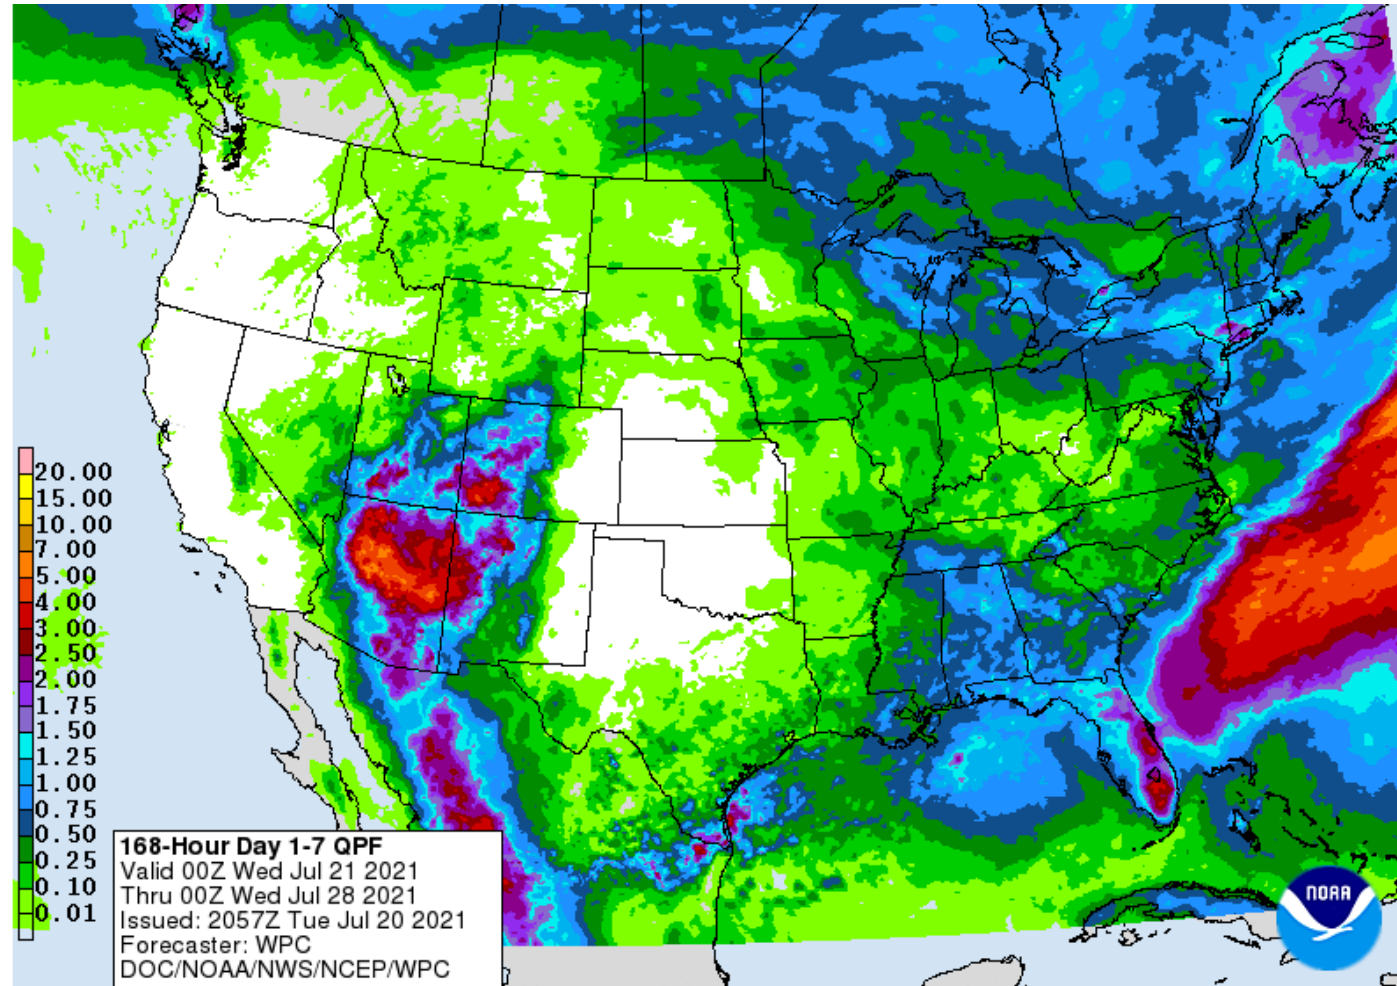 20.00
15.00
10.00
7.00
5.00
4.00
3.00
2.50
2.00
1.75
1.50
1.25
1.00
0.75
0.50
0.25
0.10
0.01
168-Hour Day 1-7 QPF
Valid 00Z Wed Jul 21 2021
Thru 00Z Wed Jul 28 2021
Issued: 2057Z Tue Jul 20 2021
Forecaster: WPC
DOC/NOAA/NWS/NCEP/WPC
NOAA